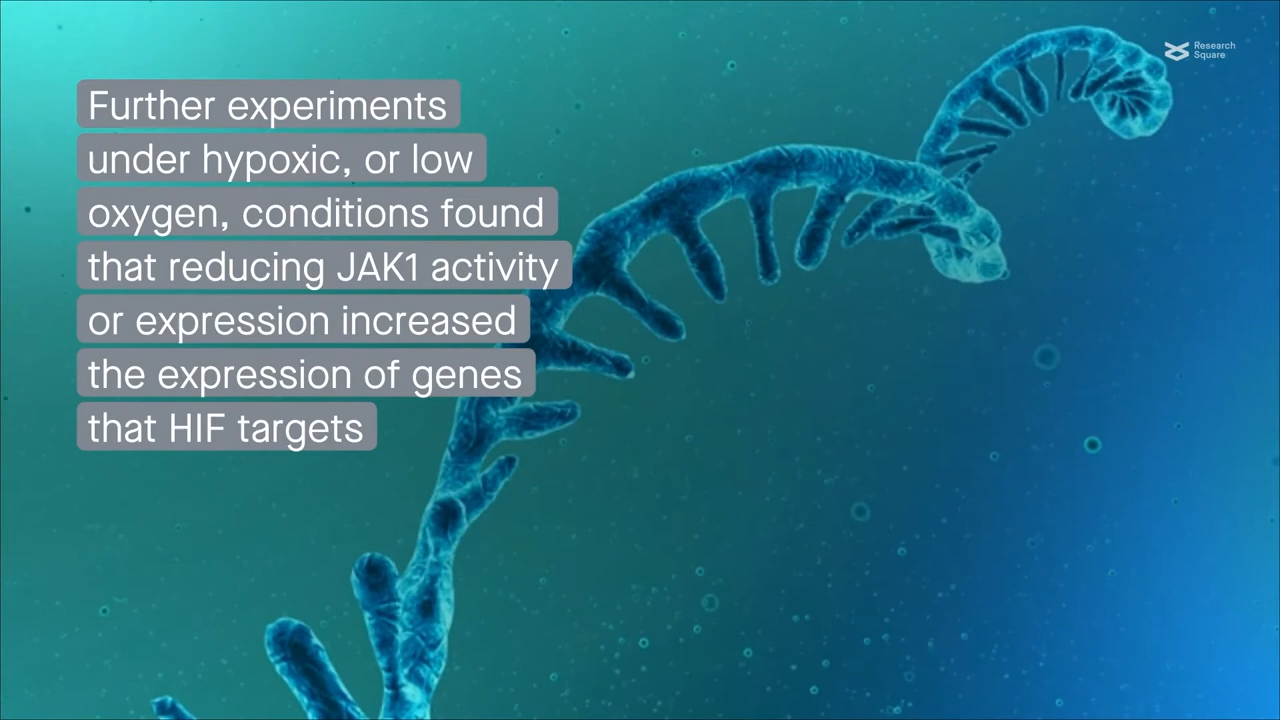 Further experiments
under hypoxic, or low
oxygen, conditions found
that reducing JAK1 activity
or expression increased
the expression of genes
that HIF targets
Research
Square